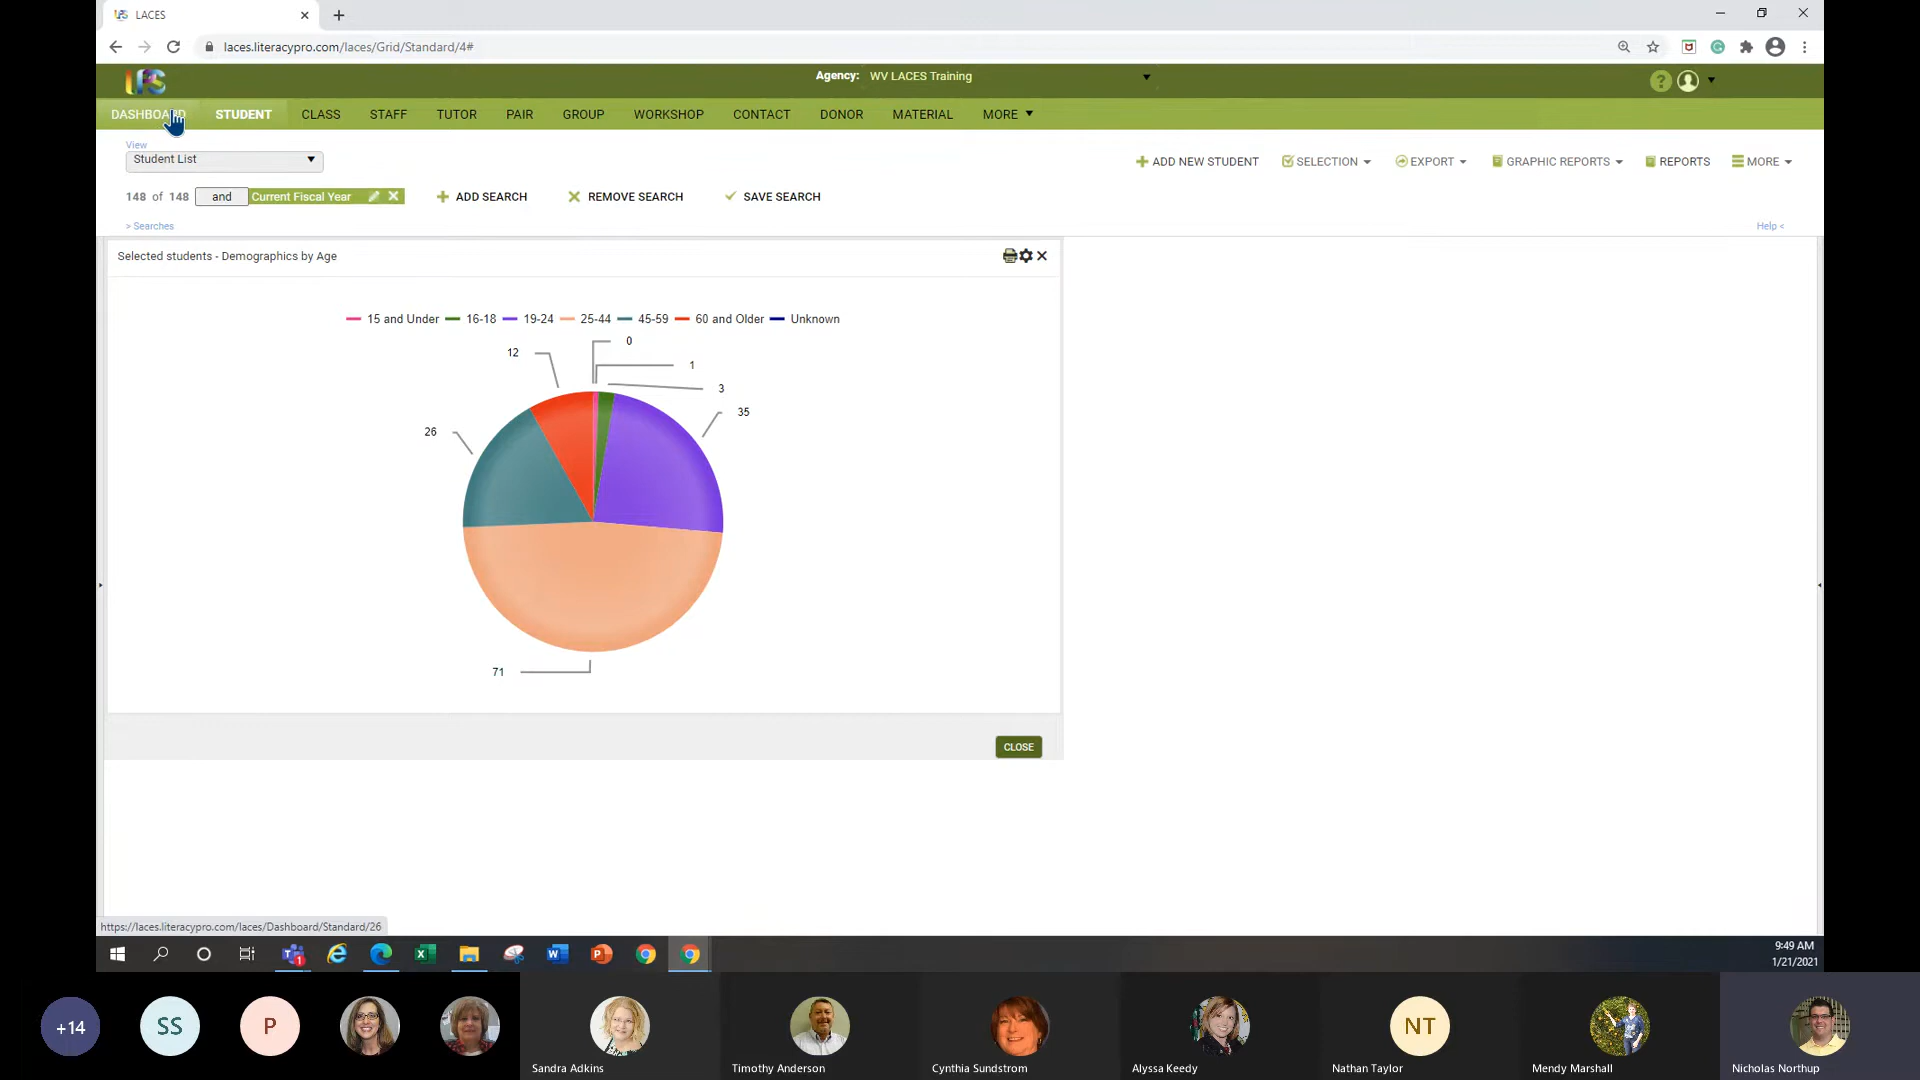 LACES
laces.literacypro.com/laces/Grid/Standard/4#
LPS
Agency: WV LACES Training
?
DASHBOARD STUDENT CLASS STAFF TUTOR PAIR GROUP WORKSHOP CONTACT DONOR MATERIAL MORE
View
Student List
ADD NEW STUDENT SELECTION EXPORT GRAPHIC REPORTS REPORTS MORE
148 of 148 and Current Fiscal Year ADD SEARCH REMOVE SEARCH SAVE SEARCH
> Searches
Help <
Selected students - Demographics by Age
15 and Under 16-18 19-24 25-44 45-59 60 and Older Unknown
0
12
1
3
35
26
71
CLOSE
https://laces.literacypro.com/laces/Dashboard/Standard/26
9:49 AM
1/21/2021
+14
SS
P
NT
Sandra Adkins
Timothy Anderson
Cynthia Sundstrom
Alyssa Keedy
Nathan Taylor
Mendy Marshall
Nicholas Northup